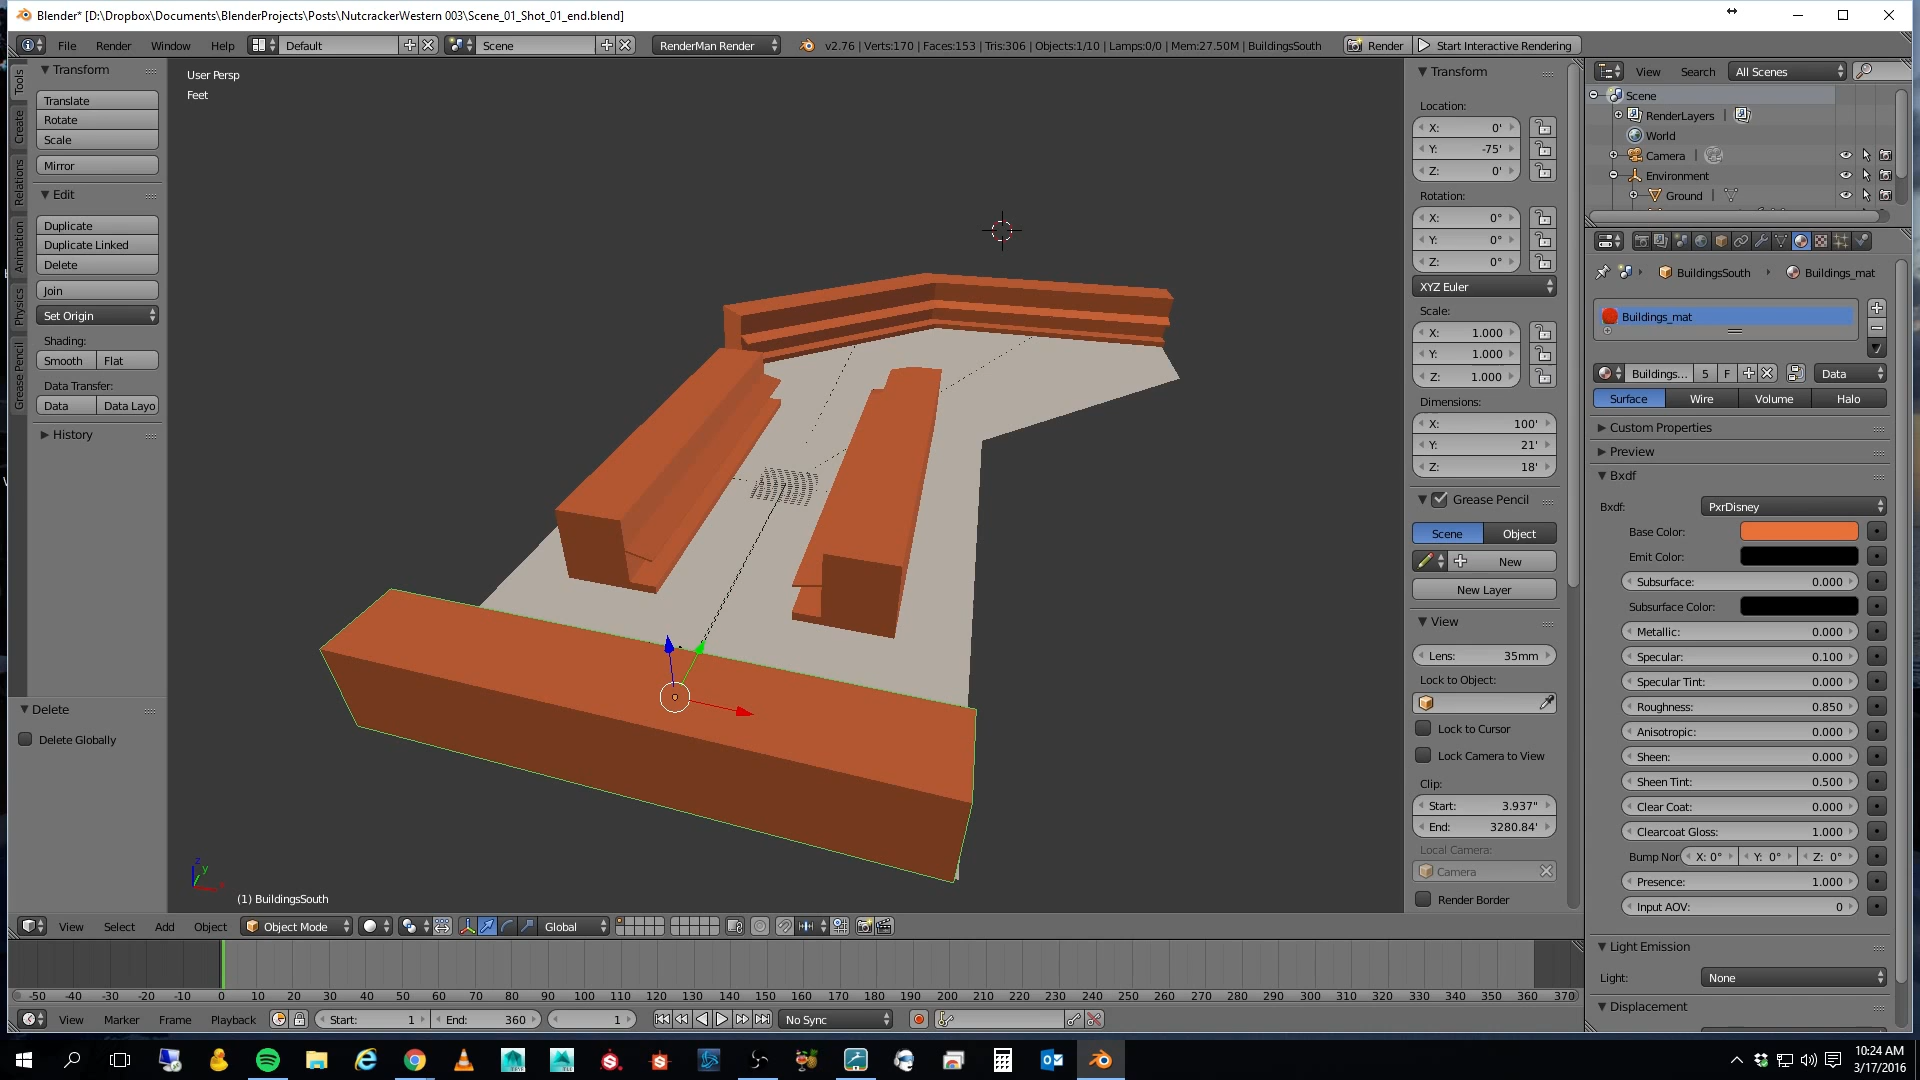 Blender* [D:\Dropbox\Documents\BlenderProjects\Posts\NutcrackerWestern 003\Scene_01_Shot_01_end.blend]
File Render Window Help Default Scene RenderMan Render v2.76 | Verts:170 | Faces:153 | Tris:306 | Objects:1/10 | Lamps:0/0 | Mem:27.50M | BuildingsSouth Render Start Interactive Rendering
Tools
Create
Relations
Animation
Physics
Grease Pencil
Transform
Translate
Rotate
Scale
Mirror
Edit
Duplicate
Duplicate Linked
Delete
Join
Set Origin
Shading:
Smooth Flat
Data Transfer:
Data Data Layo
History
Delete
Delete Globally
User Persp
Feet
(1) BuildingsSouth
z
y
x
Transform
Location:
X: 0'
Y: -75'
Z: 0'
Rotation:
X: 0°
Y: 0°
Z: 0°
XYZ Euler
Scale:
X: 1.000
Y: 1.000
Z: 1.000
Dimensions:
X: 100'
Y: 21'
Z: 18'
Grease Pencil
Scene Object
New
New Layer
View
Lens: 35mm
Lock to Object:
Lock to Cursor
Lock Camera to View
Clip:
Start: 3.937"
End: 3280.84'
Local Camera:
Camera
Render Border
View Search All Scenes
Scene
RenderLayers |
World
Camera |
Environment
Ground |
BuildingsSouth Buildings_mat
Buildings_mat
Buildings... 5 F Data
Surface Wire Volume Halo
Custom Properties
Preview
Bxdf
Bxdf: PxrDisney
Base Color:
Emit Color:
Subsurface: 0.000
Subsurface Color:
Metallic: 0.000
Specular: 0.100
Specular Tint: 0.000
Roughness: 0.850
Anisotropic: 0.000
Sheen: 0.000
Sheen Tint: 0.500
Clear Coat: 0.000
Clearcoat Gloss: 1.000
Bump Nor X: 0° Y: 0° Z: 0°
Presence: 1.000
Input AOV: 0
Light Emission
Light: None
Displacement
View Select Add Object Object Mode Global
-50 -40 -30 -20 -10 0 10 20 30 40 50 60 70 80 90 100 110 120 130 140 150 160 170 180 190 200 210 220 230 240 250 260 270 280 290 300 310 320 330 340 350 360 370
View Marker Frame Playback Start: 1 End: 360 1 No Sync
10:24 AM
3/17/2016